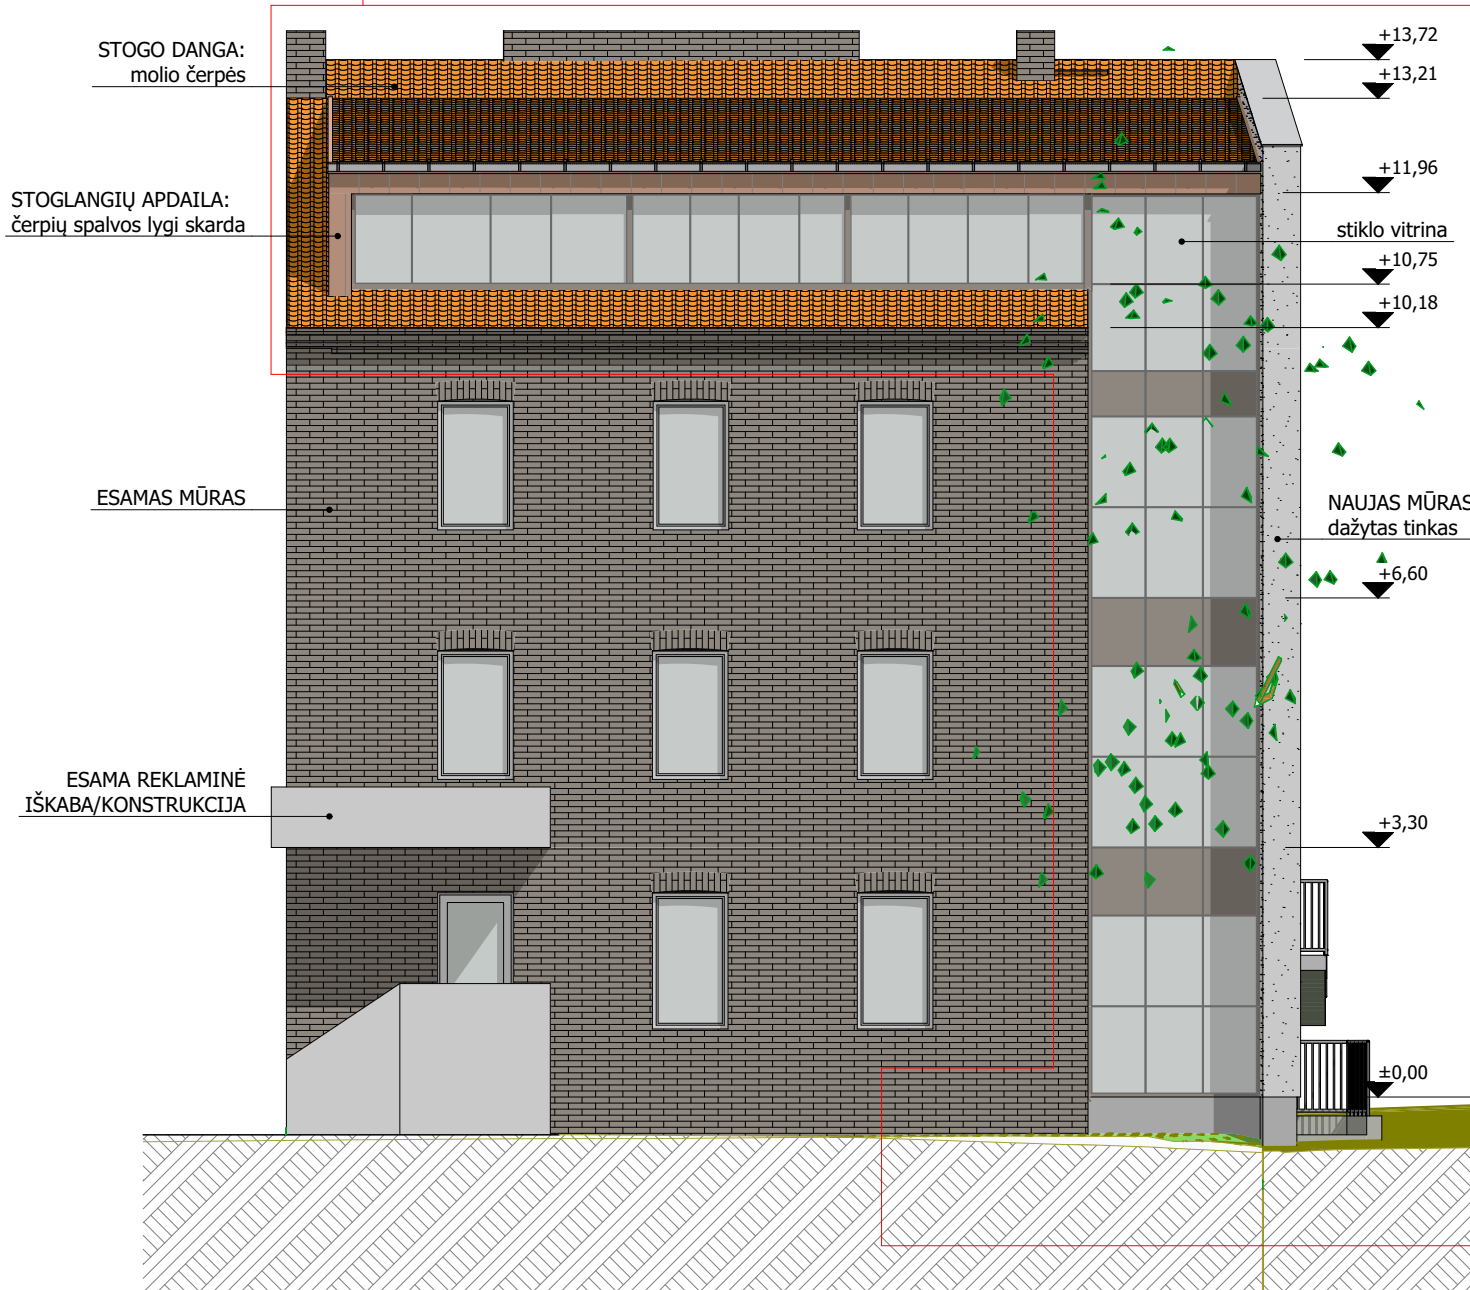 STOGO DANGA:
molio čerpės
STOGLANGIŲ APDAILA:
čerpių spalvos lygi skarda
ESAMAS MŪRAS
ESAMA REKLAMINĖ
IŠKABA/KONSTRUKCIJA
+13,72
+13,21
+11,96
stiklo vitrina
+10,75
+10,18
NAUJAS MŪRAS
dažytas tinkas
+6,60
+3,30
±0,00